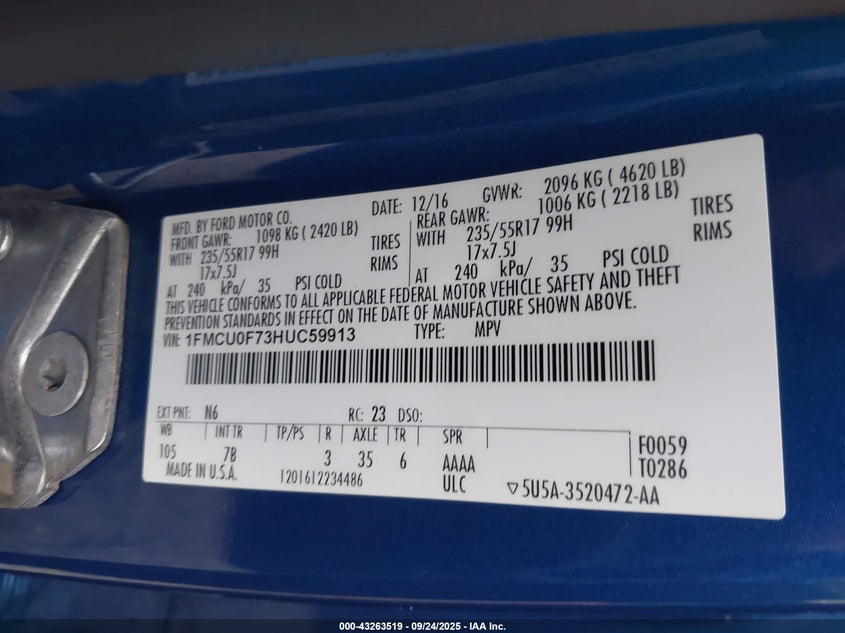 MFD. BY FORD MOTOR CO.
DATE: 12/16 GVWR: 2096 KG ( 4620 LB)
FRONT GAWR: 1098 KG ( 2420 LB)
REAR GAWR: 1006 KG ( 2218 LB)
WITH 235/55R17 99H TIRES
WITH 235/55R17 99H TIRES
17x7.5J RIMS
17x7.5J RIMS
AT 240 kPa/ 35 PSI COLD
AT 240 kPa/ 35 PSI COLD
THIS VEHICLE CONFORMS TO ALL APPLICABLE FEDERAL MOTOR VEHICLE SAFETY AND THEFT
PREVENTION STANDARDS IN EFFECT ON THE DATE OF MANUFACTURE SHOWN ABOVE.
VIN: 1FMCU0F73HUC59913 TYPE: MPV
EXT PNT: N6 RC: 23 DSO:
WB INT TR TP/PS R AXLE TR SPR
105 7B 3 35 6 AAAA
F0059
T0286
MADE IN U.S.A. 1201612234486 ULC
▽5U5A-3520472-AA
000-43263519 - 09/24/2025 - IAA Inc.